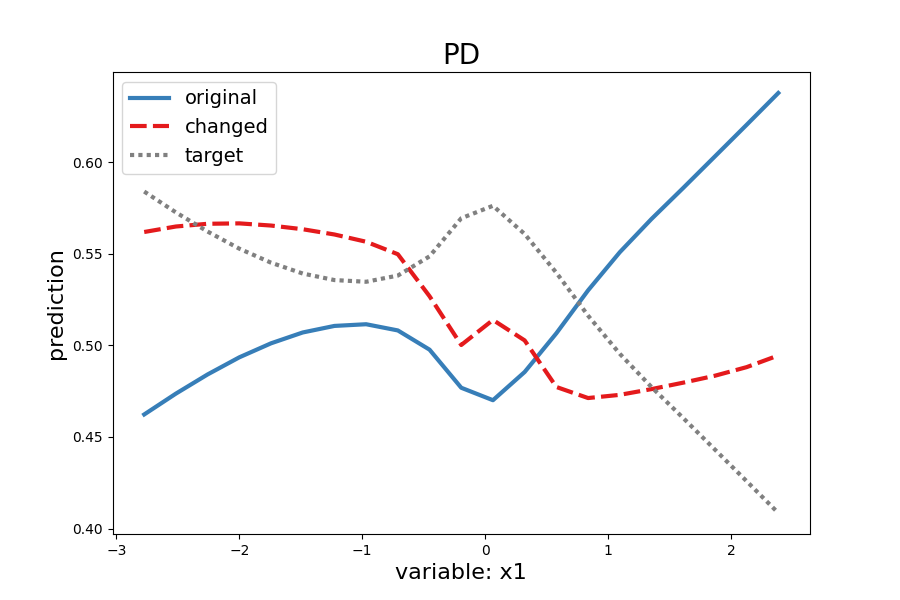 PD
original
changed
target
prediction
0.60
0.55
0.50
0.45
0.40
−3
−2
−1
0
1
2
variable: x1